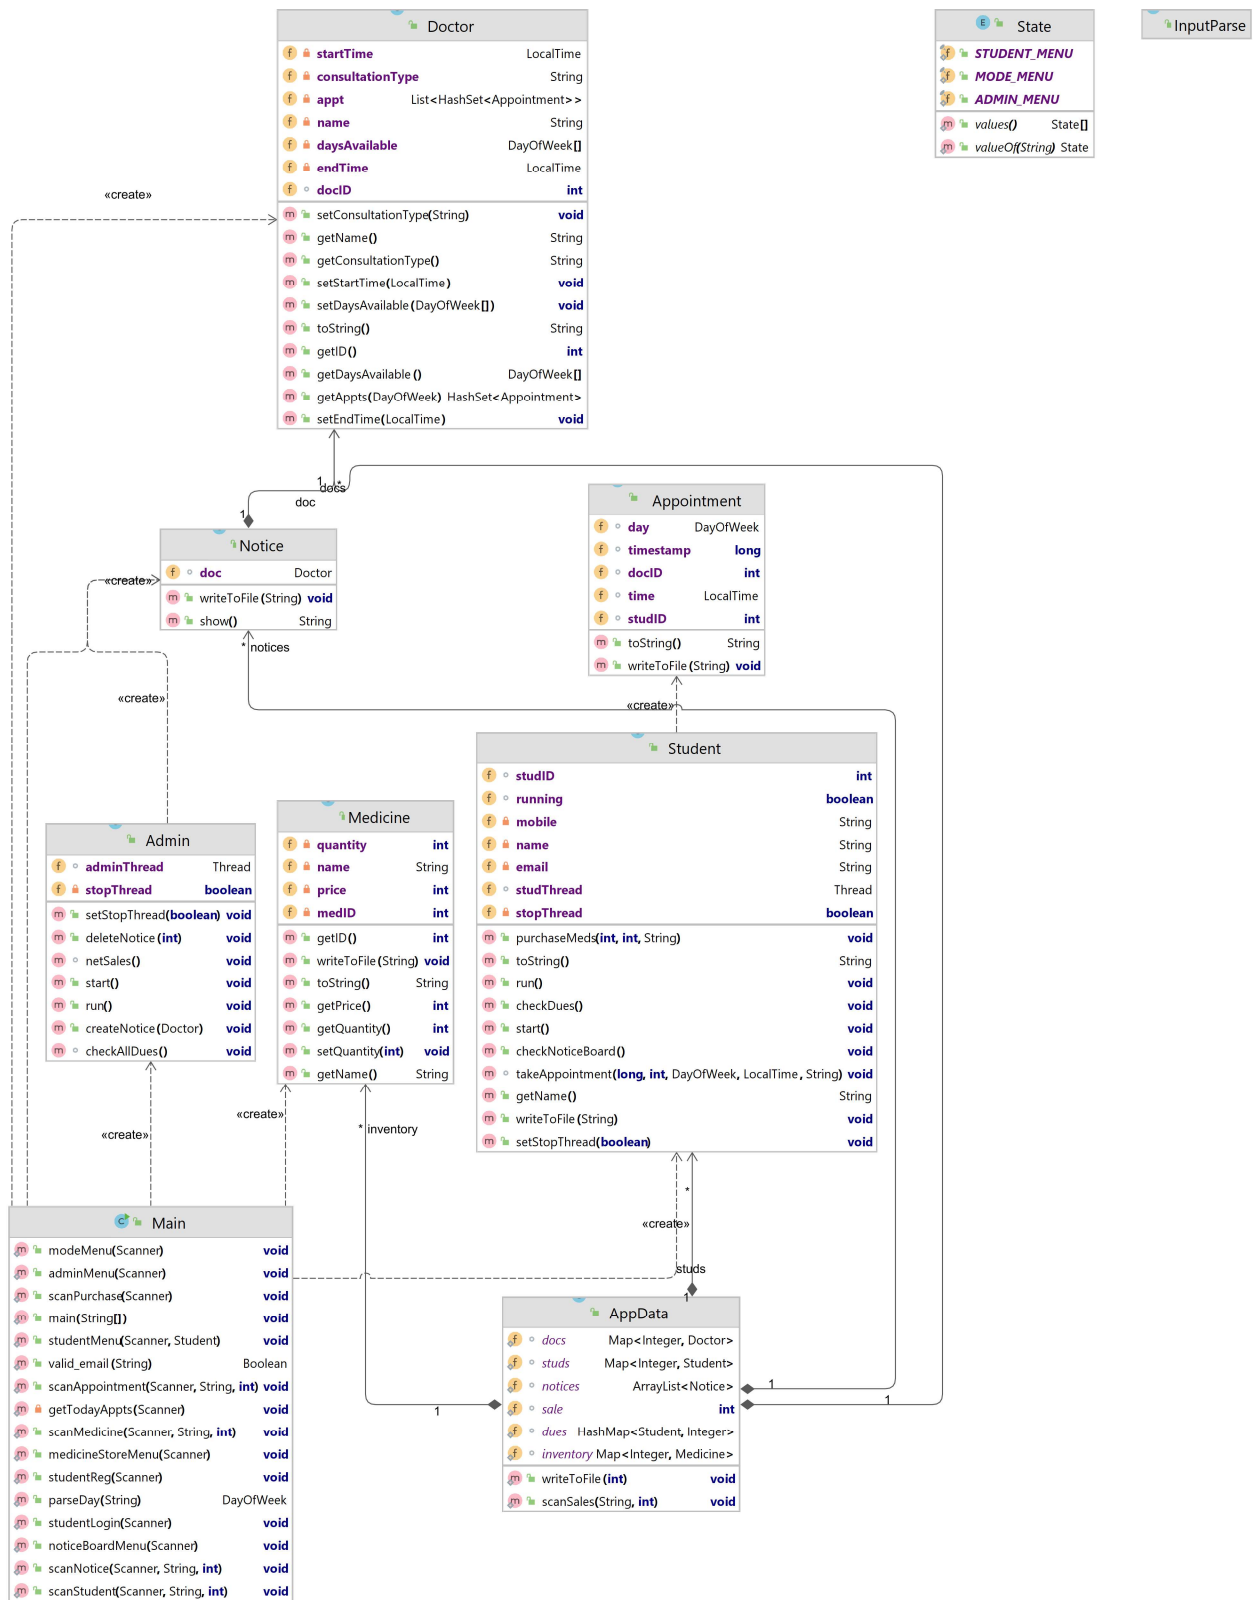 Doctor
startTime LocalTime
consultationType String
appt List<HashSet<Appointment>>
name String
daysAvailable DayOfWeek[]
endTime LocalTime
docID int
setConsultationType(String) void
getName() String
getConsultationType() String
setStartTime(LocalTime) void
setDaysAvailable(DayOfWeek[]) void
toString() String
getID() int
getDaysAvailable() DayOfWeek[]
getAppts(DayOfWeek) HashSet<Appointment>
setEndTime(LocalTime) void
State
STUDENT_MENU
MODE_MENU
ADMIN_MENU
values() State[]
valueOf(String) State
InputParse
«create»
1
docs
*
doc
1
Notice
doc Doctor
writeToFile(String) void
show() String
«create»
* notices
«create»
Appointment
day DayOfWeek
timestamp long
docID int
time LocalTime
studID int
toString() String
writeToFile(String) void
«create»
Student
studID int
running boolean
mobile String
name String
email String
studThread Thread
stopThread boolean
purchaseMeds(int, int, String) void
toString() String
run() void
checkDues() void
start() void
checkNoticeBoard() void
takeAppointment(long, int, DayOfWeek, LocalTime, String) void
getName() String
writeToFile(String) void
setStopThread(boolean) void
Medicine
quantity int
name String
price int
medID int
getID() int
writeToFile(String) void
toString() String
getPrice() int
getQuantity() int
setQuantity(int) void
getName() String
Admin
adminThread Thread
stopThread boolean
setStopThread(boolean) void
deleteNotice(int) void
netSales() void
start() void
run() void
createNotice(Doctor) void
checkAllDues() void
«create»
«create»
* inventory
*
«create»
studs
1
1
1
1
Main
modeMenu(Scanner) void
adminMenu(Scanner) void
scanPurchase(Scanner) void
main(String[]) void
studentMenu(Scanner, Student) void
valid_email(String) Boolean
scanAppointment(Scanner, String, int) void
getTodayAppts(Scanner) void
scanMedicine(Scanner, String, int) void
medicineStoreMenu(Scanner) void
studentReg(Scanner) void
parseDay(String) DayOfWeek
studentLogin(Scanner) void
noticeBoardMenu(Scanner) void
scanNotice(Scanner, String, int) void
scanStudent(Scanner, String, int) void
AppData
docs Map<Integer, Doctor>
studs Map<Integer, Student>
notices ArrayList<Notice>
sale int
dues HashMap<Student, Integer>
inventory Map<Integer, Medicine>
writeToFile(int) void
scanSales(String, int) void